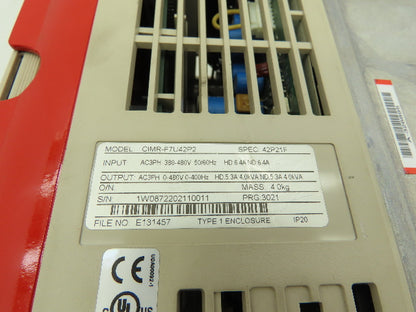 MODEL CIMR-F7U42P2 SPEC: 42P21F
INPUT AC3PH 380-480V 50/60Hz HD.6.4A ND.6.4A
OUTPUT AC3PH 0-480V 0-400Hz HD.5.3A 4.0kVA ND.5.3A 4.0kVA
O/N MASS: 4.0kg
S/N 1W0872202110011 PRG:3021
FILE NO. E131457 TYPE 1 ENCLOSURE IP20
CE
UL